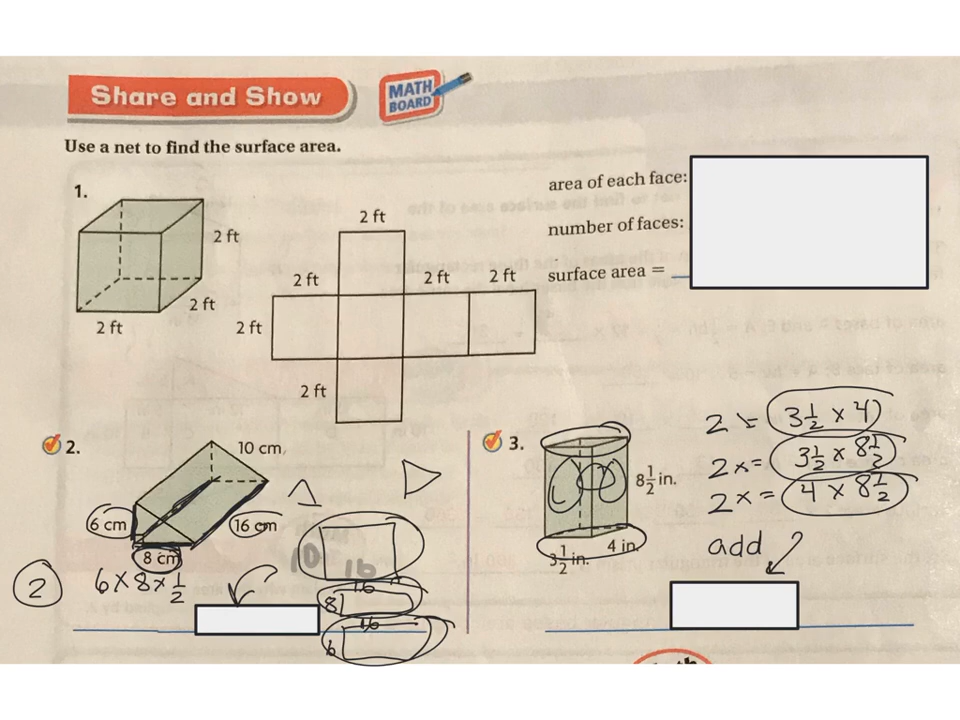 Share and Show
MATH
BOARD
Use a net to find the surface area.
1.
2 ft
2 ft
2 ft
2 ft
2 ft
2 ft
2 ft
2 ft
2 ft
area of each face:
number of faces:
surface area =
2.
10 cm
6 cm
16 cm
8 cm
2
6 × 8 × 1/2
10
16
16
8
16
6
3.
8 1/2 in.
4 in.
3 1/2 in.
2 × (3 1/2 × 4)
2 x = 3 1/2 × 8 1/2
2 x = 4 × 8 1/2
add